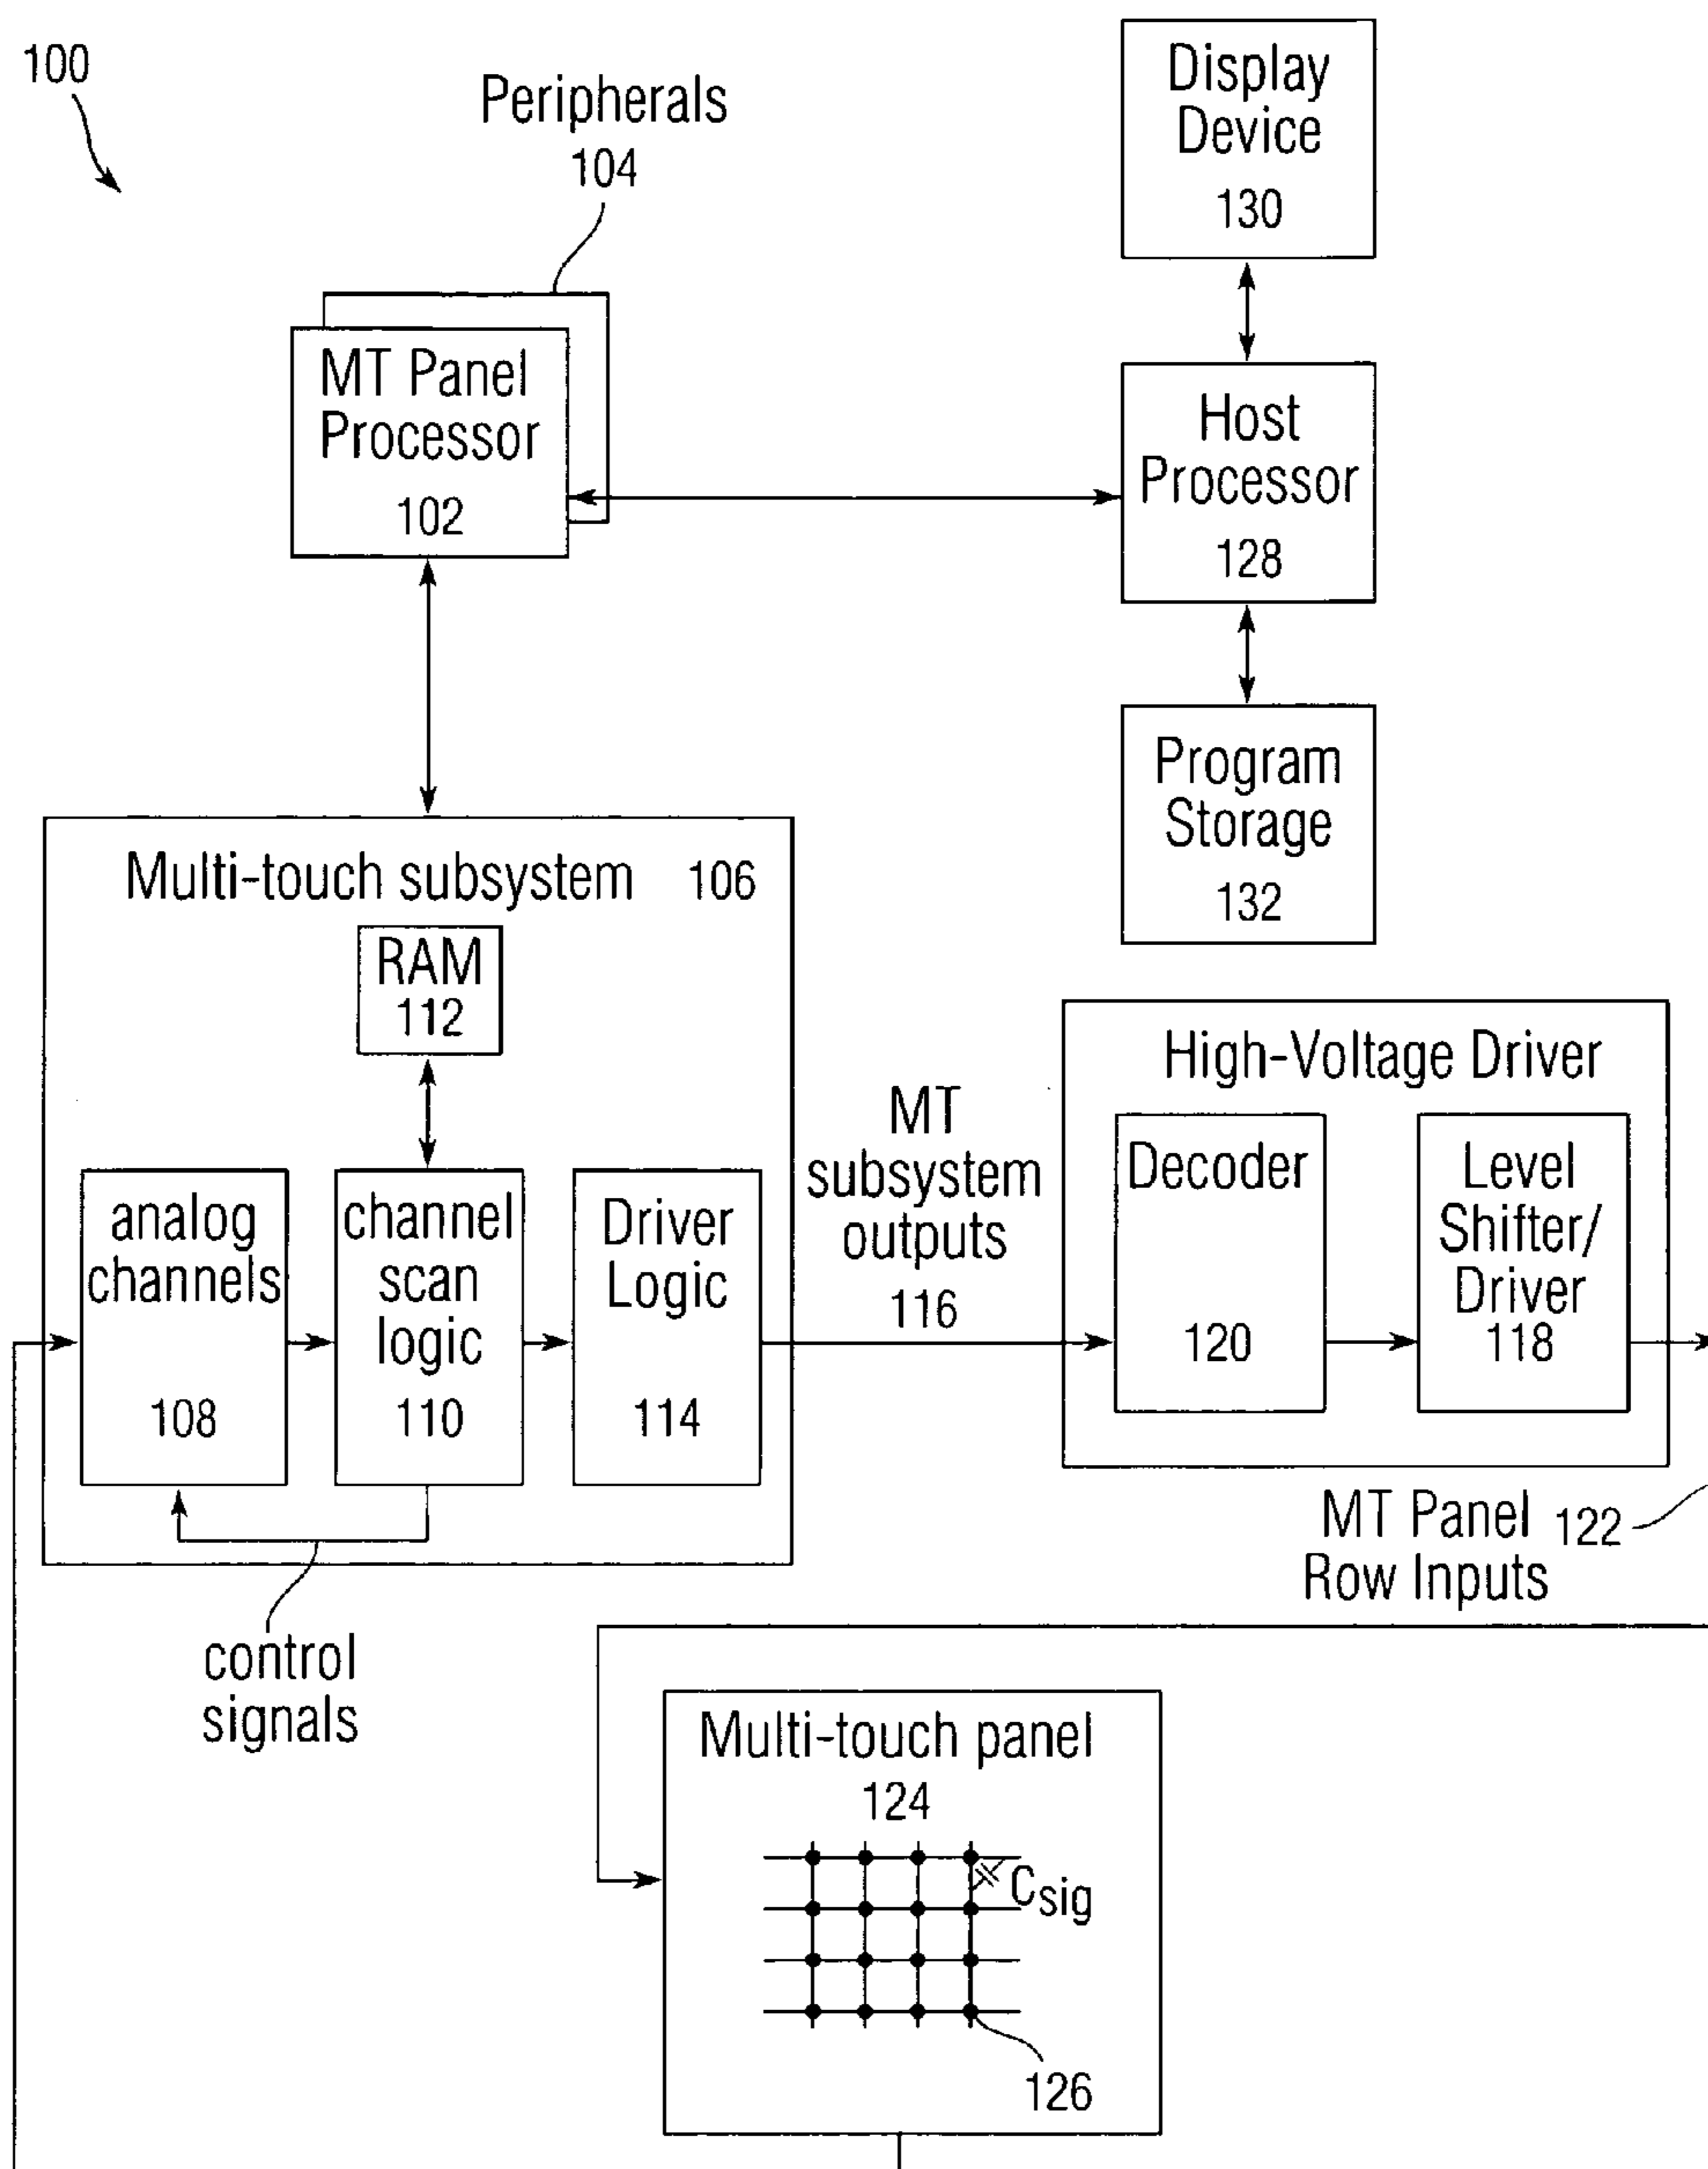 100
Peripherals
104
Display
Device
130
MT Panel
Processor
102
Host
Processor
128
Program
Storage
132
Multi-touch subsystem 106
RAM
112
analog
channels
108
channel
scan
logic
110
Driver
Logic
114
MT
subsystem
outputs
116
High-Voltage Driver
Decoder
120
Level
Shifter/
Driver
118
MT Panel 122
Row Inputs
control
signals
Multi-touch panel
124
Csig
126